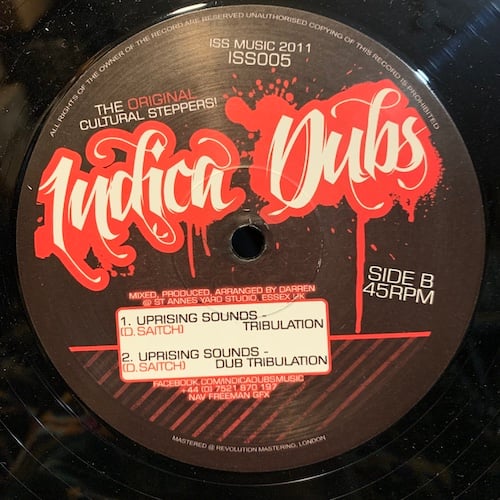 ALL RIGHTS OF THE OWNER OF THE RECORD ARE RESERVED UNAUTHORISED COPYING OF THIS RECORD IS PROHIBITED
ISS MUSIC 2011
ISS005
THE ORIGINAL
CULTURAL STEPPERS!
Indica Dubs
SIDE B
45RPM
MIXED, PRODUCED, ARRANGED BY DARREN
@ ST ANNES YARD STUDIO, ESSEX UK
1. UPRISING SOUNDS -
(D.SAITCH) TRIBULATION
2. UPRISING SOUNDS -
(D.SAITCH) DUB TRIBULATION
FACEBOOK.COM/INDICADUBSMUSIC
+44 (0) 7521 870 197
NAV FREEMAN GFX
MASTERED @ REVOLUTION MASTERING, LONDON